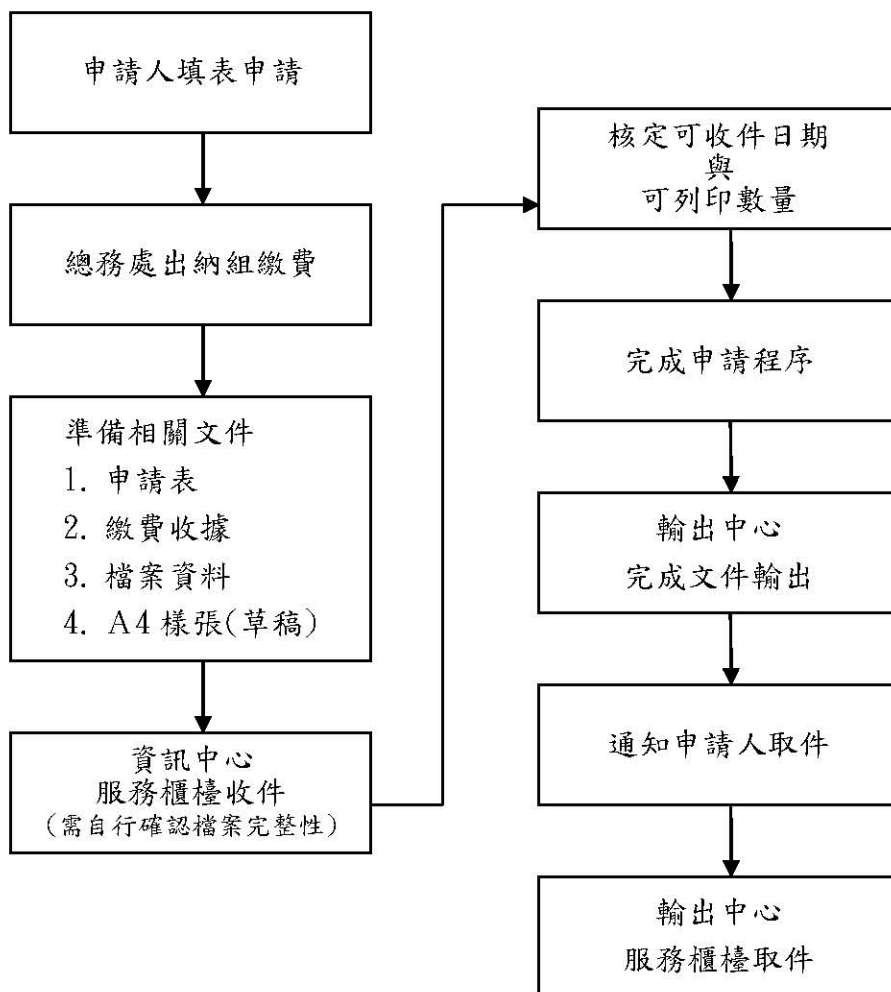 申請人填表申請
總務處出納組繳費
準備相關文件
1. 申請表
2. 繳費收據
3. 檔案資料
4. A4樣張(草稿)
資訊中心
服務櫃檯收件
(需自行確認檔案完整性)
核定可收件日期
與
可列印數量
完成申請程序
輸出中心
完成文件輸出
通知申請人取件
輸出中心
服務櫃檯取件